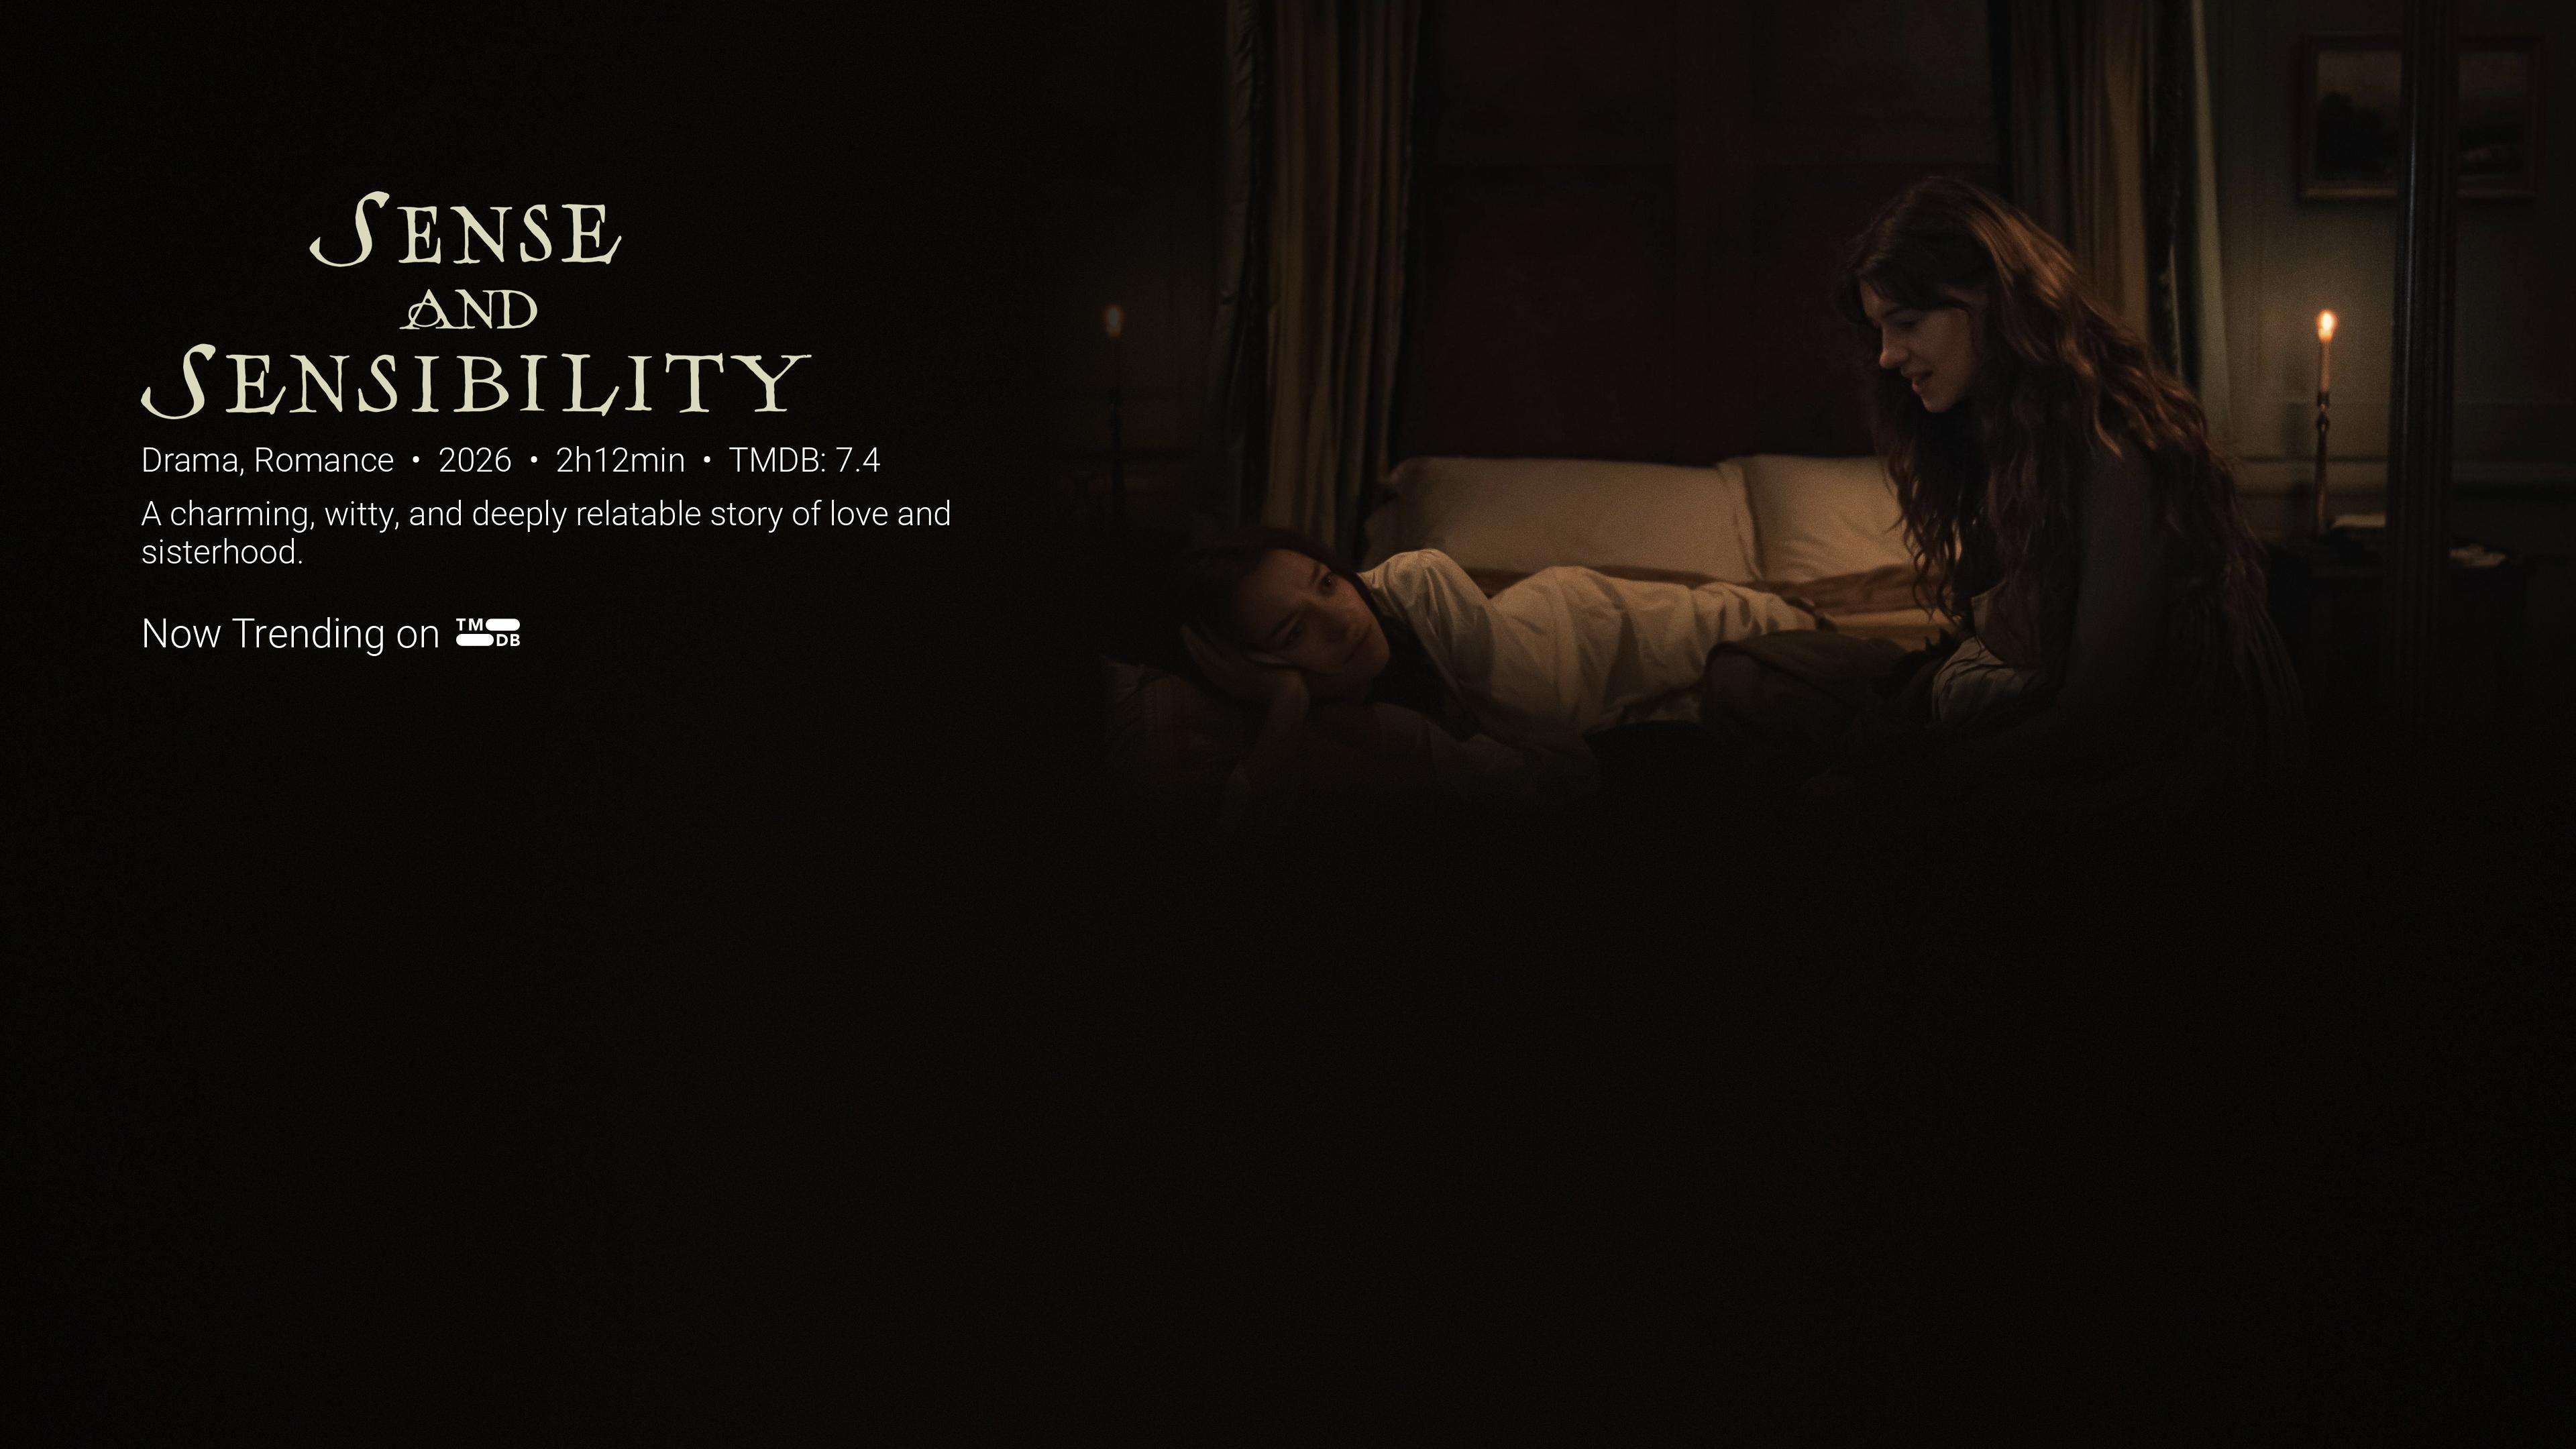 SENSE
AND
SENSIBILITY
Drama, Romance • 2026 • 2h12min • TMDB: 7.4
A charming, witty, and deeply relatable story of love and
sisterhood.
Now Trending on TMDB